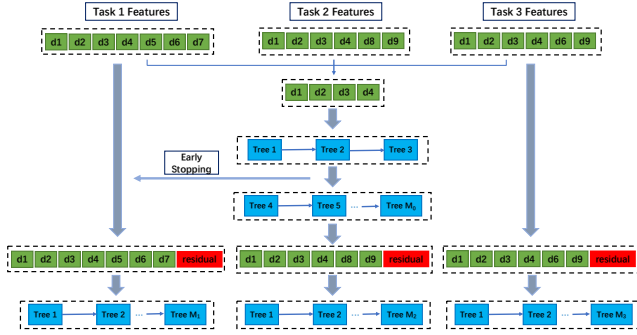 Task 1 Features Task 2 Features Task 3 Features
d1 d2 d3 d4 d5 d6 d7 d1 d2 d3 d4 d8 d9 d1 d2 d3 d4 d6 d9
d1 d2 d3 d4
Tree 1 Tree 2 Tree 3
Early
Stopping
Tree 4 Tree 5 ... Tree M₀
d1 d2 d3 d4 d5 d6 d7 residual d1 d2 d3 d4 d8 d9 residual d1 d2 d3 d4 d6 d9 residual
Tree 1 Tree 2 ... Tree M₁ Tree 1 Tree 2 ... Tree M₂ Tree 1 Tree 2 ... Tree M₃